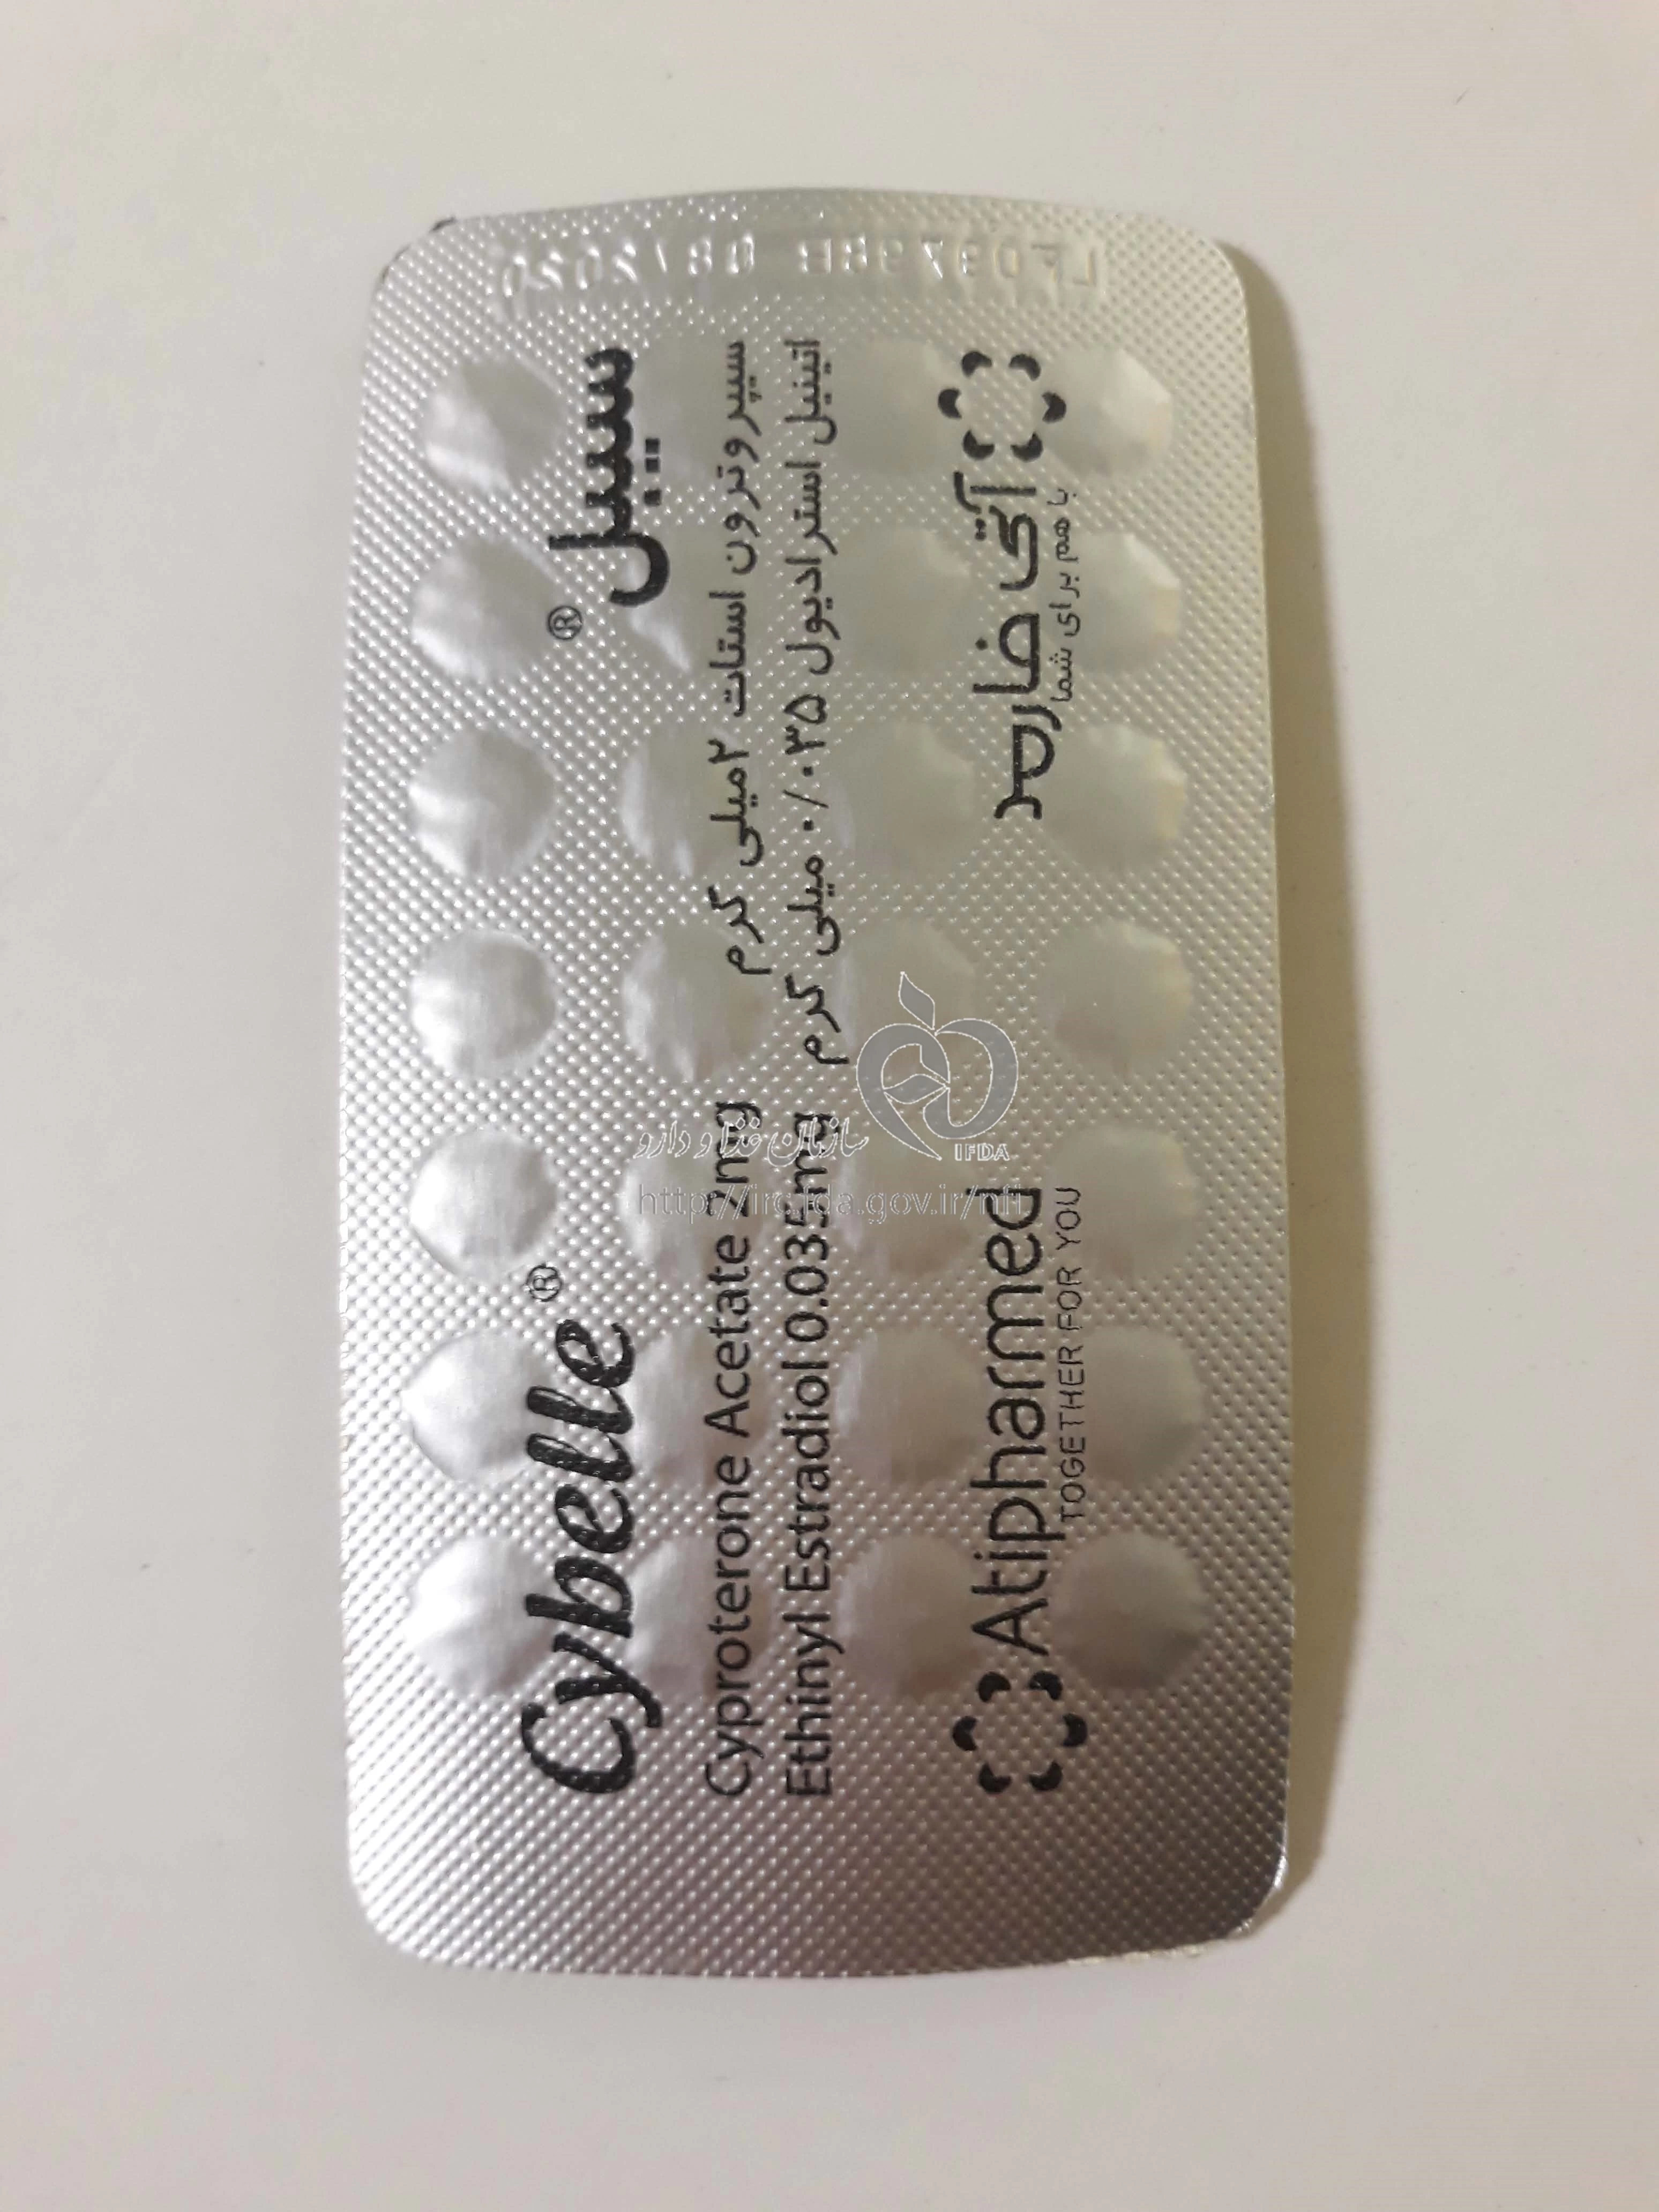 Cybelle®
سیبل®
Cyproterone Acetate 2mg
سیپروترون استات ۲ میلی گرم
Ethinyl Estradiol 0.035mg
اتینیل استرادیول ۰/۰۳۵ میلی گرم
Atipharmed
TOGETHER FOR YOU
آتی فارمد
با هم برای شما
08/2020
سازمان غذا و دارو
IFDA
http://irc.fda.gov.ir/nfi